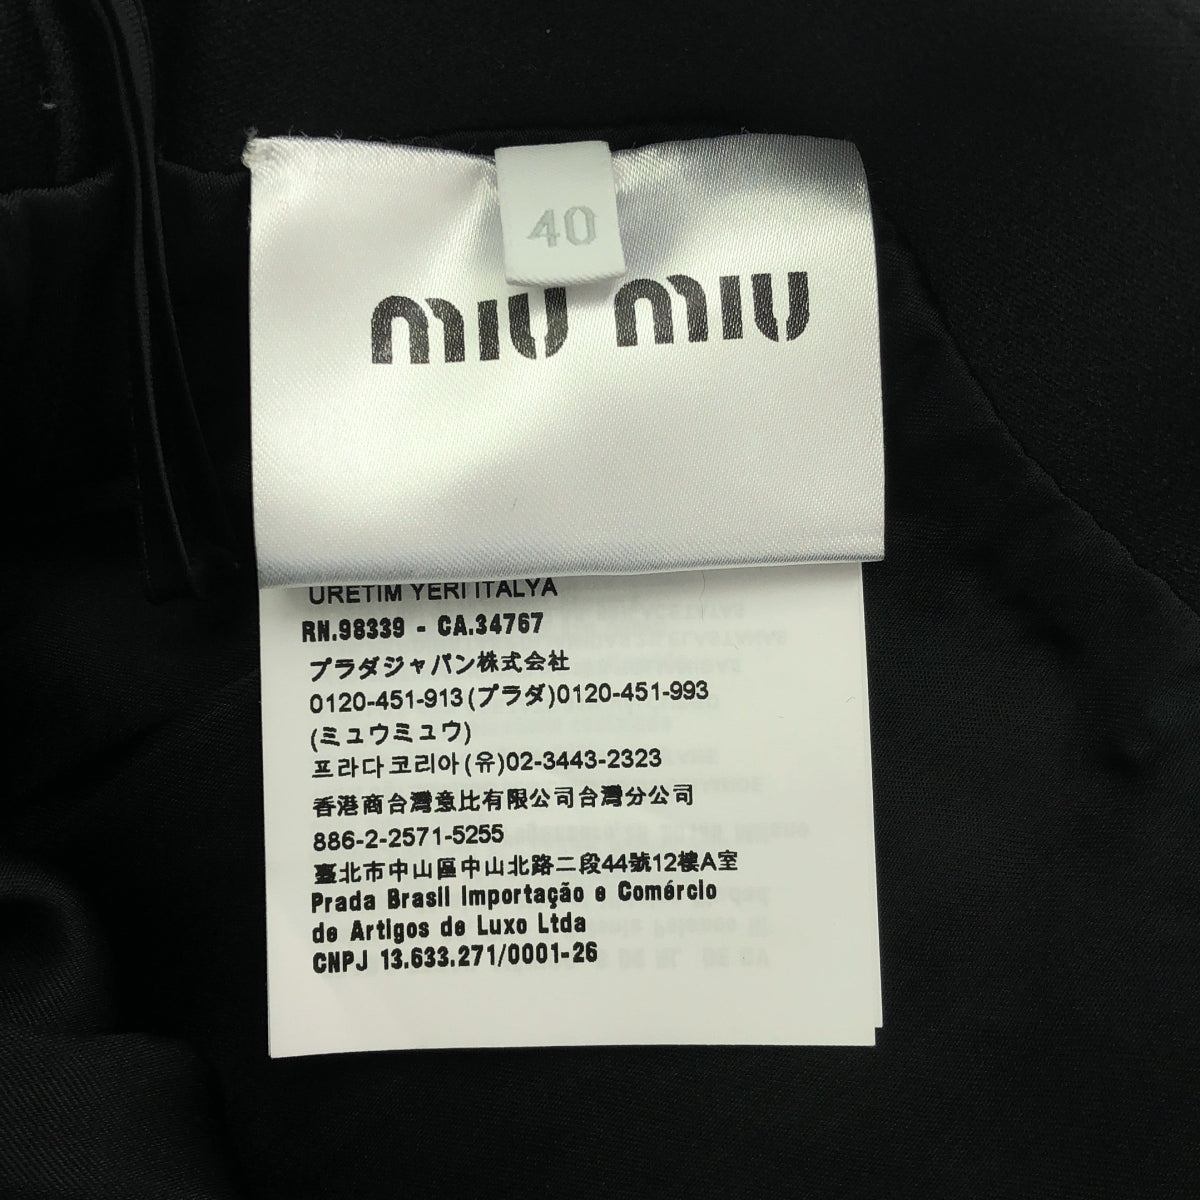 40
miu miu
URETIM YERI ITALYA
RN.98339 - CA.34767
プラダジャパン株式会社
0120-451-913(プラダ)0120-451-993
(ミュウミュウ)
프라다코리아(유)02-3443-2323
香港商台灣意比有限公司台灣分公司
886-2-2571-5255
臺北市中山區中山北路二段44號12樓A室
Prada Brasil Importação e Comércio
de Artigos de Luxo Ltda
CNPJ 13.633.271/0001-26